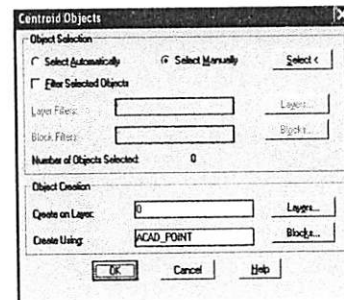 Centroid Objects
Object Selection
Select Automatically Select Manually Select <
Filter Selected Objects
Layer Filters: Layers...
Block Filters: Blocks...
Number of Objects Selected: 0
Object Creation
Create on Layer: 0 Layers...
Create Using: ACAD_POINT Blocks...
OK Cancel Help